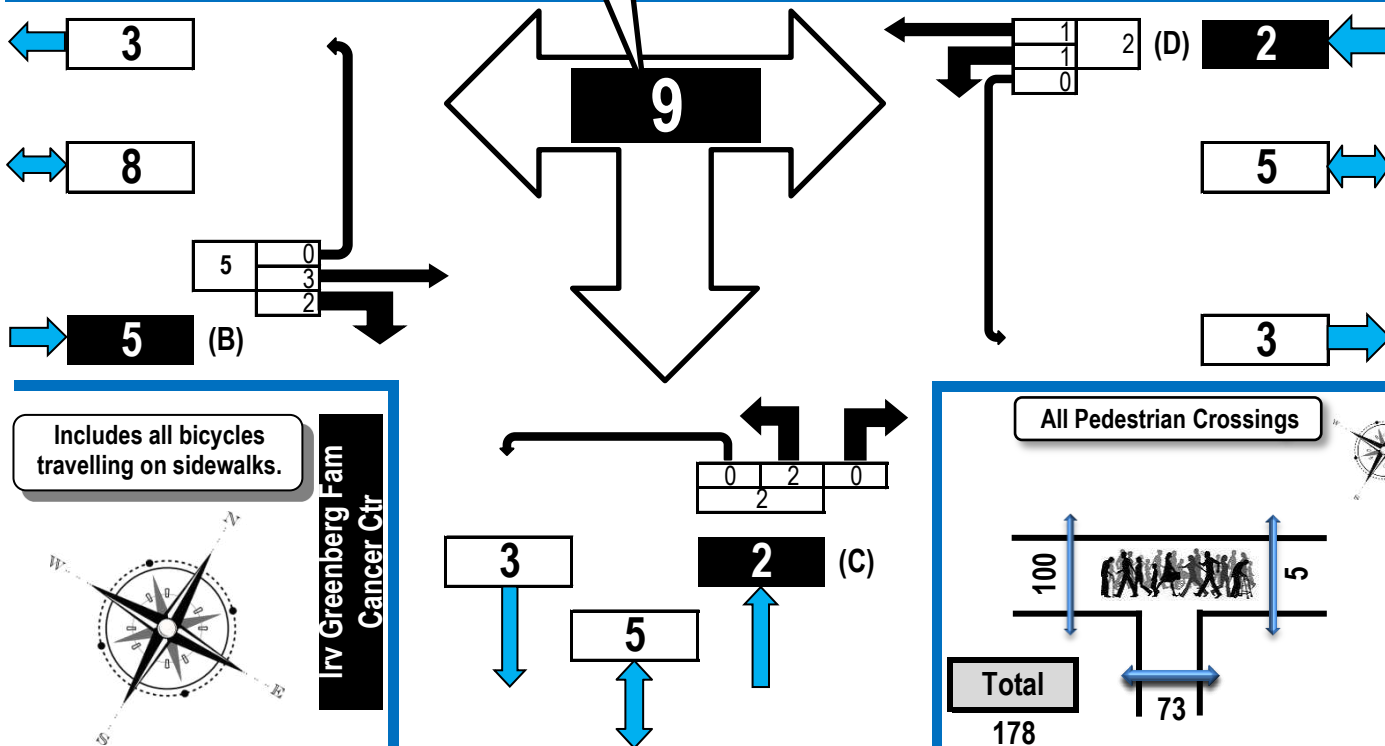 3
8
5
0
3
2
5
(B)
9
1
1
0
2
(D)
2
5
3
Includes all bicycles
travelling on sidewalks.
N
W
E
S
Irv Greenberg Fam
Cancer Ctr
0
2
0
2
3
2
(C)
5
All Pedestrian Crossings
100
5
73
Total
178